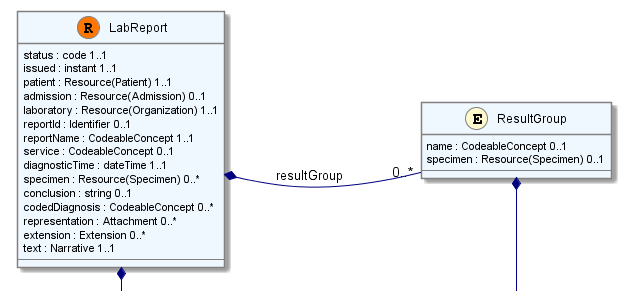 R LabReport
status : code 1..1
issued : instant 1..1
patient : Resource(Patient) 1..1
admission : Resource(Admission) 0..1
laboratory : Resource(Organization) 1..1
reportId : Identifier 0..1
reportName : CodeableConcept 1..1
service : CodeableConcept 0..1
diagnosticTime : dateTime 1..1
specimen : Resource(Specimen) 0..*
conclusion : string 0..1
codedDiagnosis : CodeableConcept 0..*
representation : Attachment 0..*
extension : Extension 0..*
text : Narrative 1..1
resultGroup
0..*
E ResultGroup
name : CodeableConcept 0..1
specimen : Resource(Specimen) 0..1